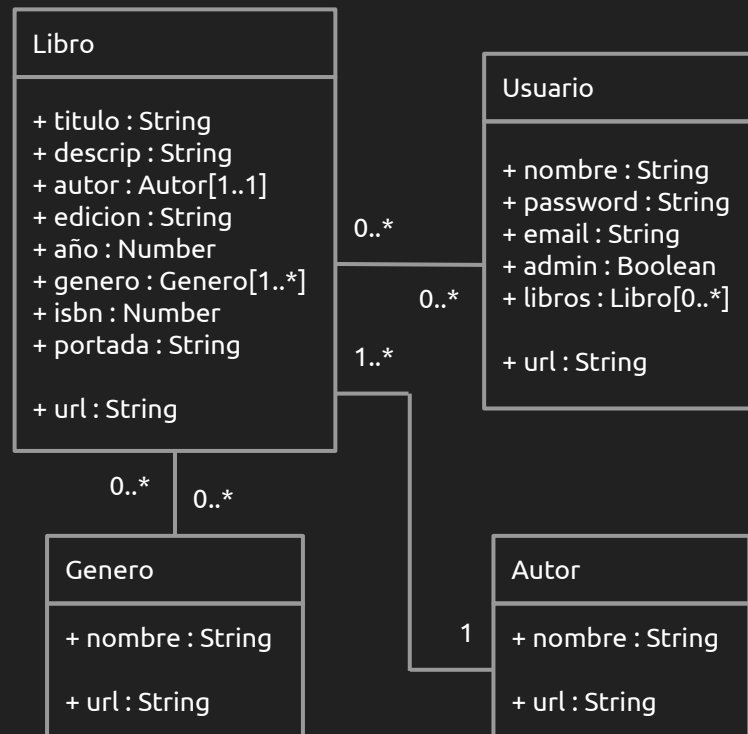 Libro
+ titulo : String
+ descrip : String
+ autor : Autor[1..1]
+ edicion : String
+ año : Number
+ genero : Genero[1..*]
+ isbn : Number
+ portada : String
+ url : String
Usuario
+ nombre : String
+ password : String
+ email : String
+ admin : Boolean
+ libros : Libro[0..*]
+ url : String
0..*
0..*
1..*
0..*
0..*
1
Genero
+ nombre : String
+ url : String
Autor
+ nombre : String
+ url : String